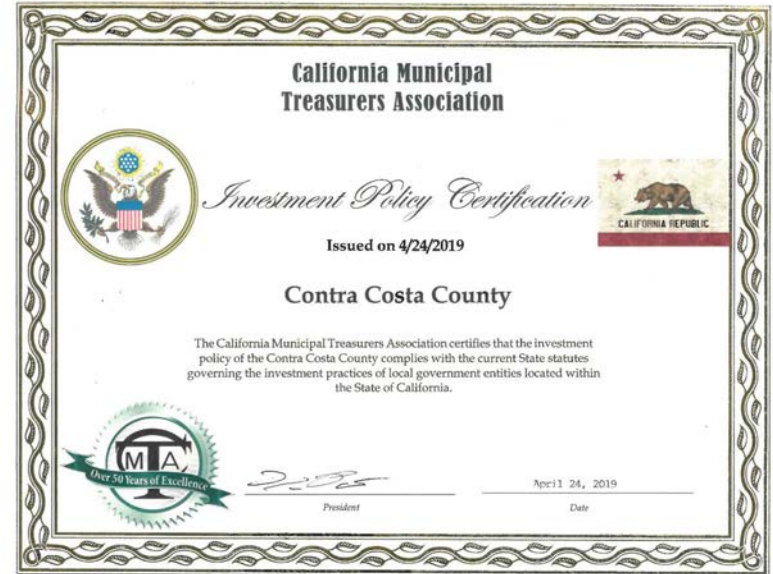 California Municipal
Treasurers Association
Investment Policy Certification
CALIFORNIA REPUBLIC
Issued on 4/24/2019
Contra Costa County
The California Municipal Treasurers Association certifies that the investment
policy of the Contra Costa County complies with the current State statutes
governing the investment practices of local government entities located within
the State of California.
CMTA
Over 50 Years of Excellence
April 24, 2019
President
Date